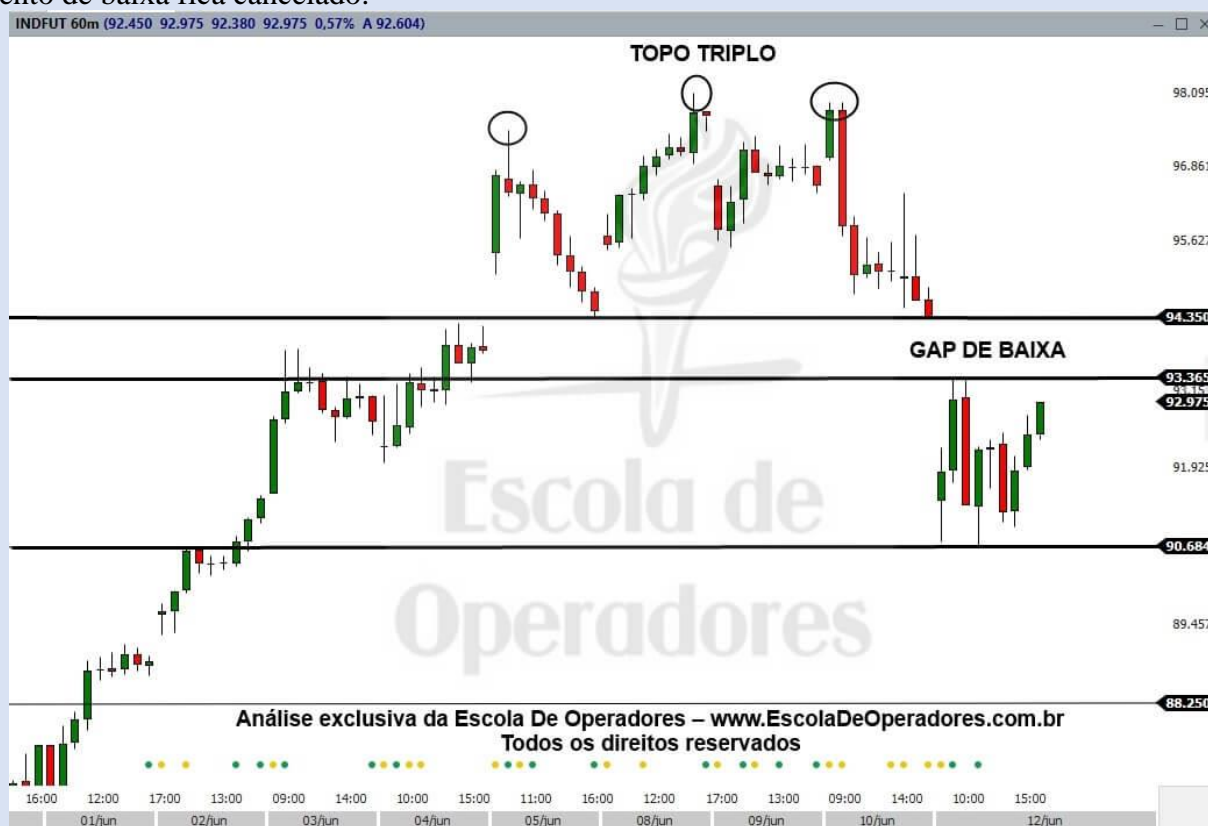 ento de baixa fica cancelado.
INDFUT 60m (92.450 92.975 92.380 92.975 0,57% A 92.604)
TOPO TRIPLO
98.095
96.861
95.627
94.350
GAP DE BAIXA
93.365
92.975
91.925
Escola de
90.684
Operadores
89.457
88.250
Análise exclusiva da Escola De Operadores – www.EscolaDeOperadores.com.br
Todos os direitos reservados
16:00 12:00 17:00 13:00 09:00 14:00 10:00 15:00 11:00 16:00 12:00 17:00 13:00 09:00 14:00 10:00 15:00
01/jun 02/jun 03/jun 04/jun 05/jun 08/jun 09/jun 10/jun 12/jun